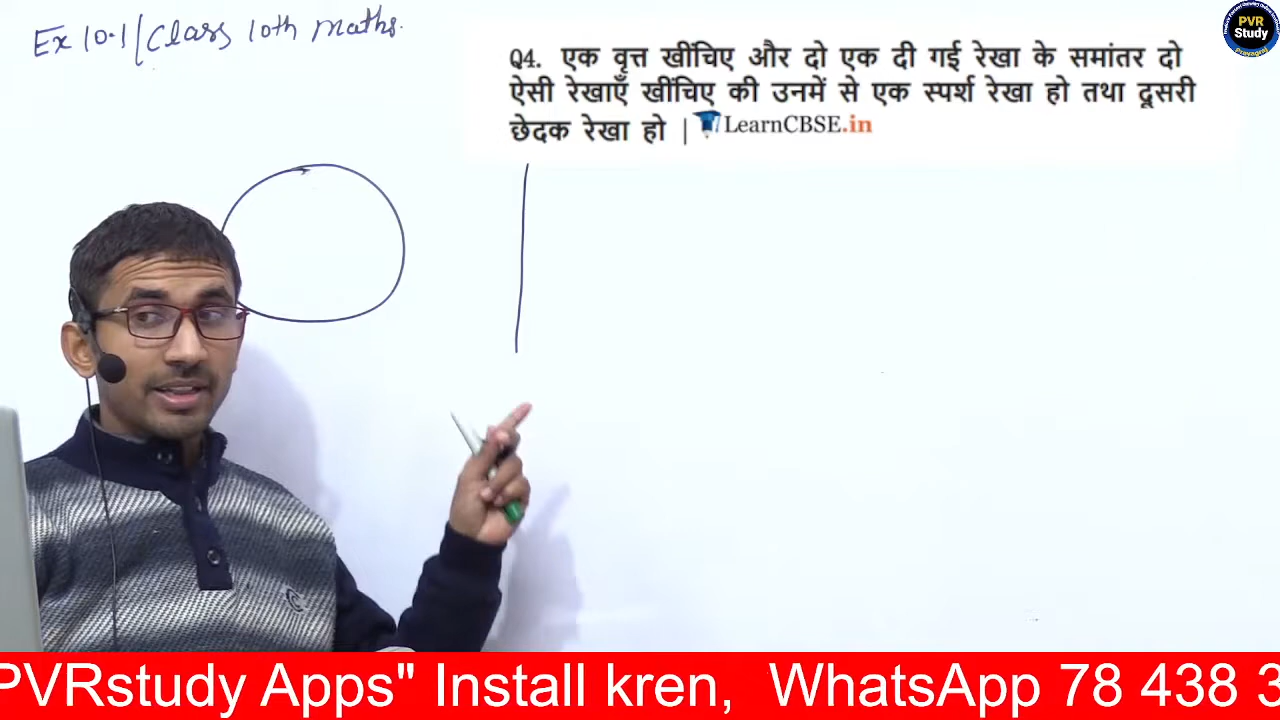 Ex 10.1 | Class 10th Maths.
PVR
Study
Prayagraj
Q4. एक वृत्त खींचिए और दो एक दी गई रेखा के समांतर दो
ऐसी रेखाएँ खींचिए की उनमें से एक स्पर्श रेखा हो तथा दूसरी
छेदक रेखा हो | LearnCBSE.in
PVRstudy Apps" Install kren, WhatsApp 78 438 3